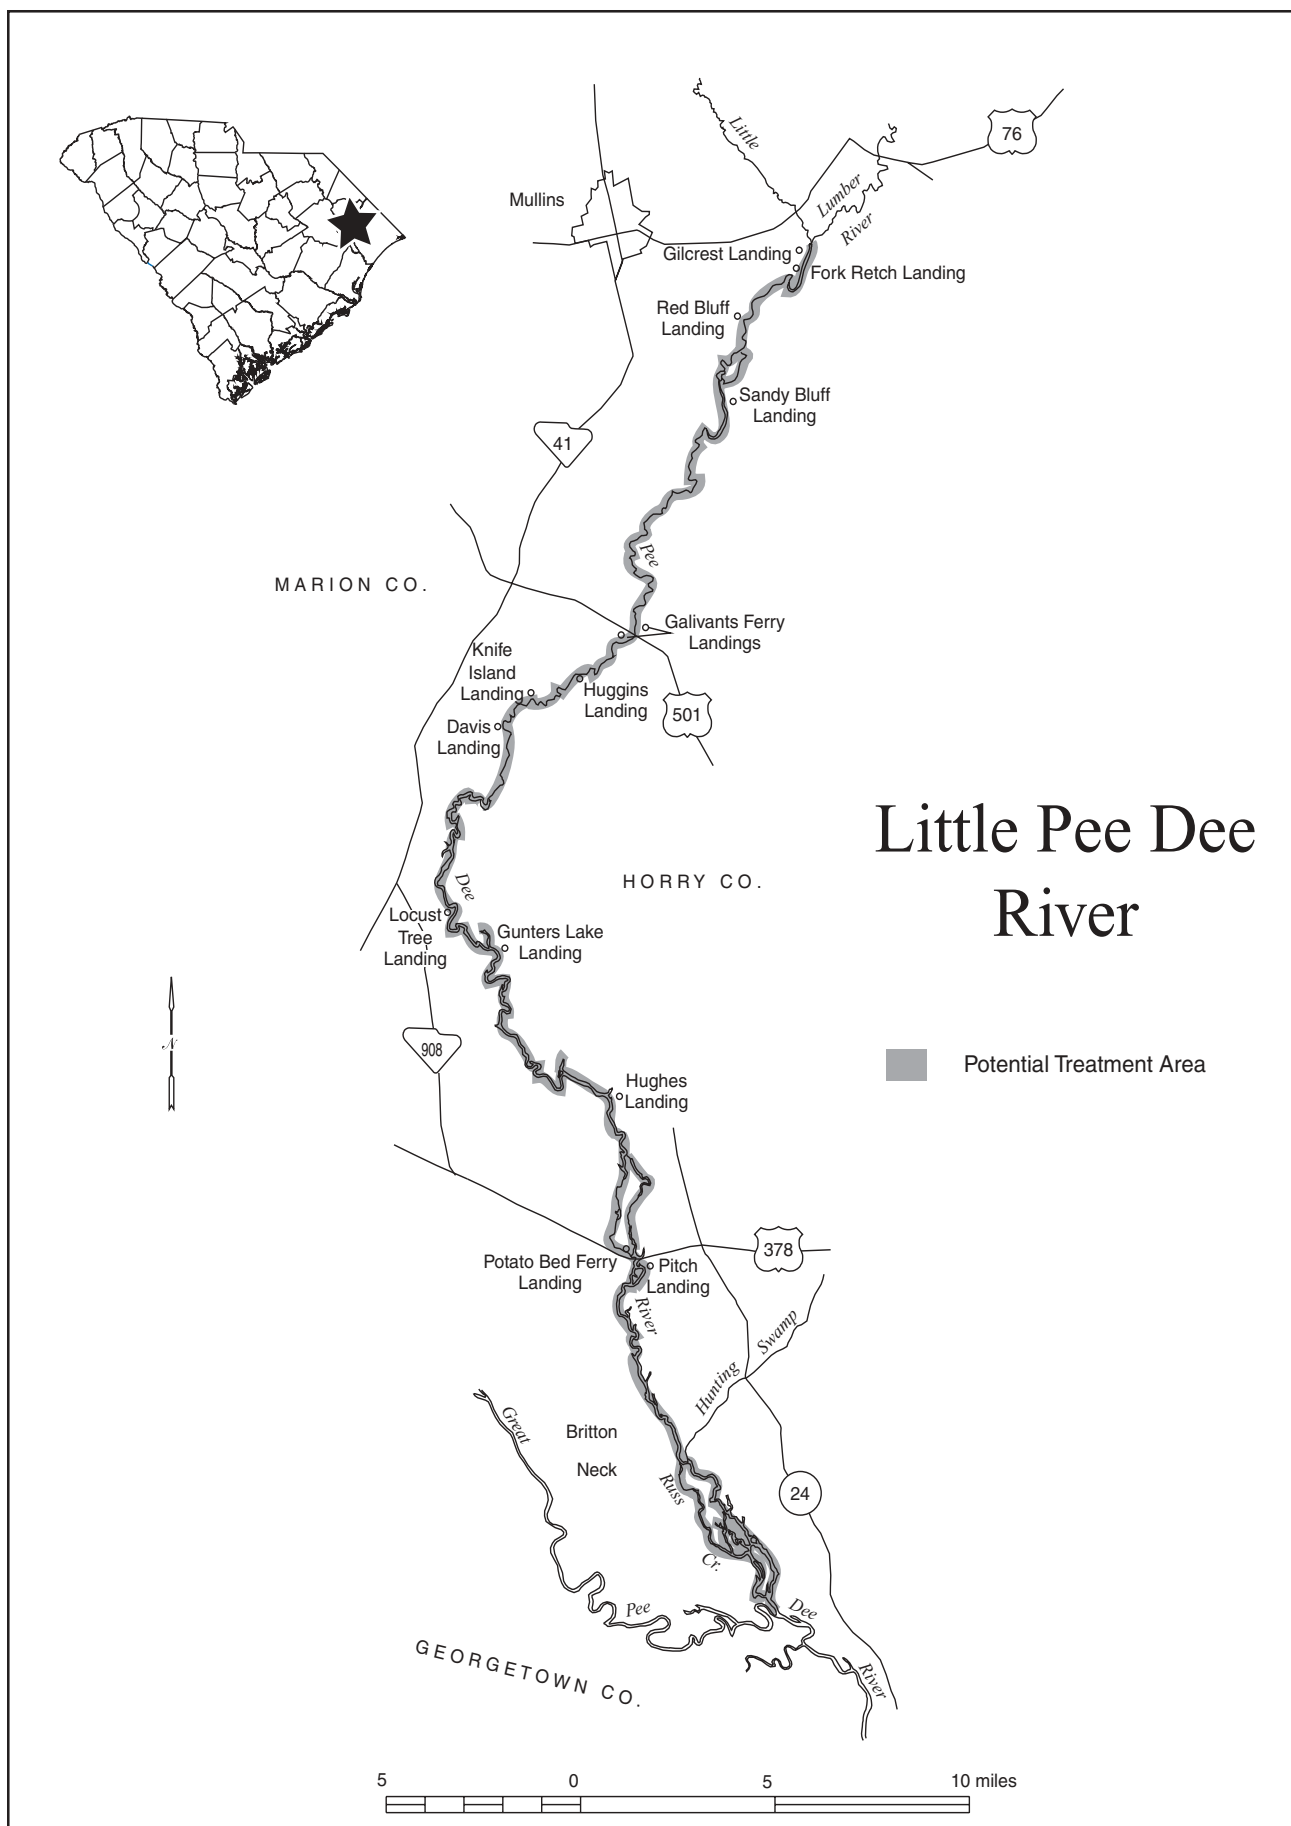 76
Little
Mullins
Lumber
River
Gilcrest Landing
Fork Retch Landing
Red Bluff
Landing
Sandy Bluff
Landing
41
Pee
MARION CO.
Galivants Ferry
Landings
Knife
Island
Landing
Huggins
Landing
501
Davis
Landing
Little Pee Dee
River
HORRY CO.
Dee
Locust
Tree
Landing
Gunters Lake
Landing
N
908
Potential Treatment Area
Hughes
Landing
378
Potato Bed Ferry
Landing
Pitch
Landing
River
Hunting Swamp
Great
Britton
Neck
Russ
24
Cr.
Pee
Dee
River
GEORGETOWN CO.
5 0 5 10 miles